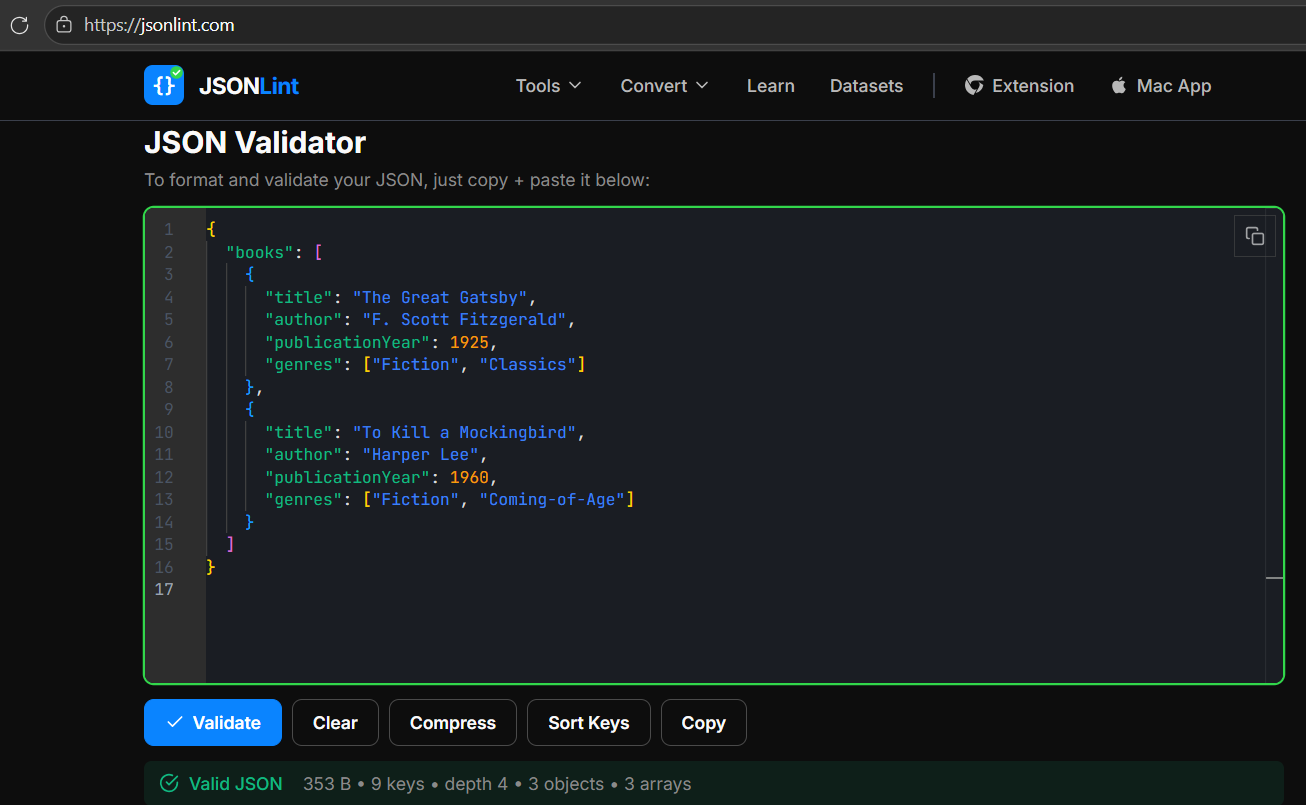 https://jsonlint.com
{} JSONLint Tools Convert Learn Datasets Extension Mac App
JSON Validator
To format and validate your JSON, just copy + paste it below:
1 {
2   "books": [
3     {
4       "title": "The Great Gatsby",
5       "author": "F. Scott Fitzgerald",
6       "publicationYear": 1925,
7       "genres": ["Fiction", "Classics"]
8     },
9     {
10       "title": "To Kill a Mockingbird",
11       "author": "Harper Lee",
12       "publicationYear": 1960,
13       "genres": ["Fiction", "Coming-of-Age"]
14     }
15   ]
16 }
17
Validate Clear Compress Sort Keys Copy
Valid JSON 353 B • 9 keys • depth 4 • 3 objects • 3 arrays